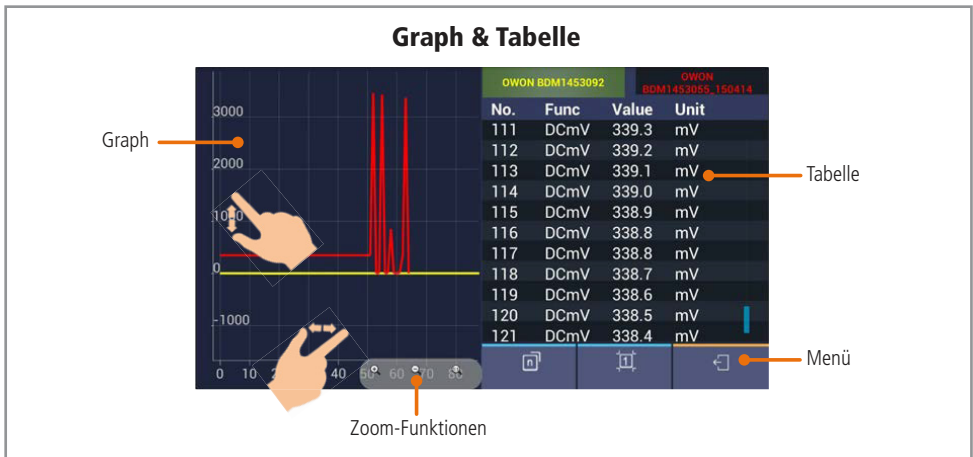 Graph & Tabelle
OWON BDM1453092
OWON
BDM1453055_150414
No. Func Value Unit
111 DCmV 339.3 mV
112 DCmV 339.2 mV
113 DCmV 339.1 mV
114 DCmV 339.0 mV
115 DCmV 338.9 mV
116 DCmV 338.8 mV
117 DCmV 338.8 mV
118 DCmV 338.7 mV
119 DCmV 338.6 mV
120 DCmV 338.5 mV
121 DCmV 338.4 mV
3000
2000
1000
0
-1000
0 10 40 50 60 70 80
n
1
Graph
Tabelle
Menü
Zoom-Funktionen